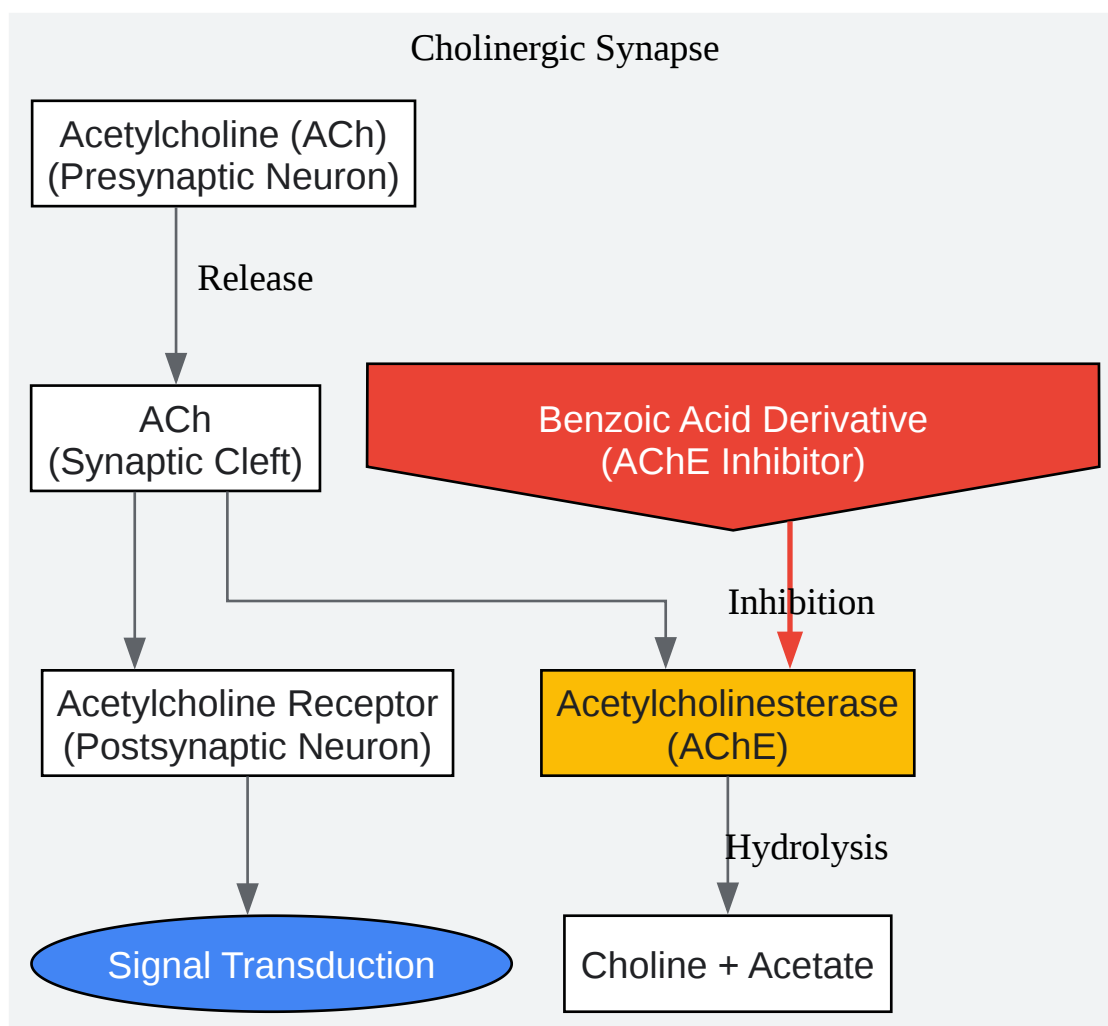 Cholinergic Synapse
Acetylcholine (ACh)
(Presynaptic Neuron)
Release
ACh
(Synaptic Cleft)
Benzoic Acid Derivative
(AChE Inhibitor)
Inhibition
Acetylcholine Receptor
(Postsynaptic Neuron)
Acetylcholinesterase
(AChE)
Hydrolysis
Signal Transduction
Choline + Acetate